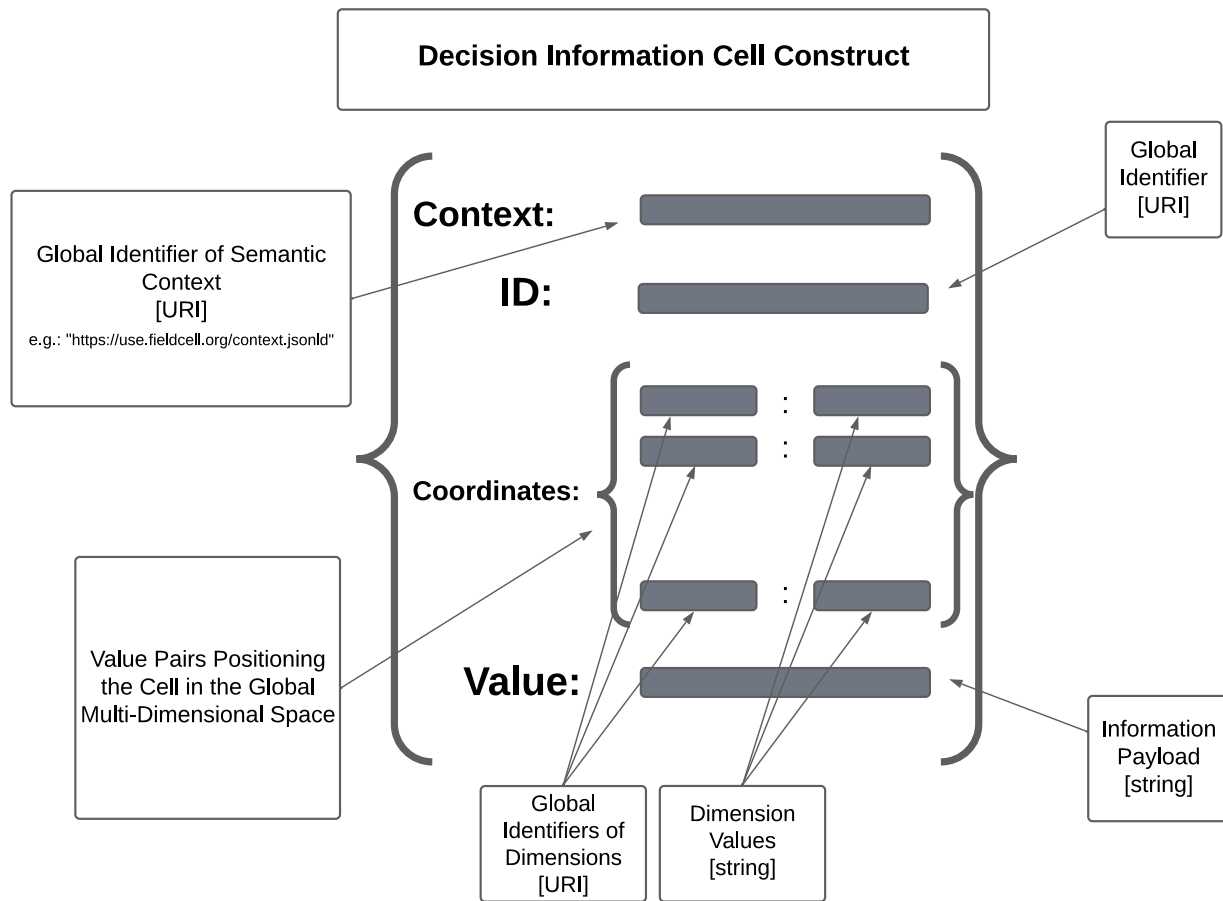 Decision Information Cell Construct
Global
Identifier
[URI]
Context:
Global Identifier of Semantic
Context
[URI]
e.g.: "https://use.fieldcell.org/context.jsonld"
ID:
:
:
Coordinates:
:
Value Pairs Positioning
the Cell in the Global
Multi-Dimensional Space
Value:
Information
Payload
[string]
Global
Identifiers of
Dimensions
[URI]
Dimension
Values
[string]